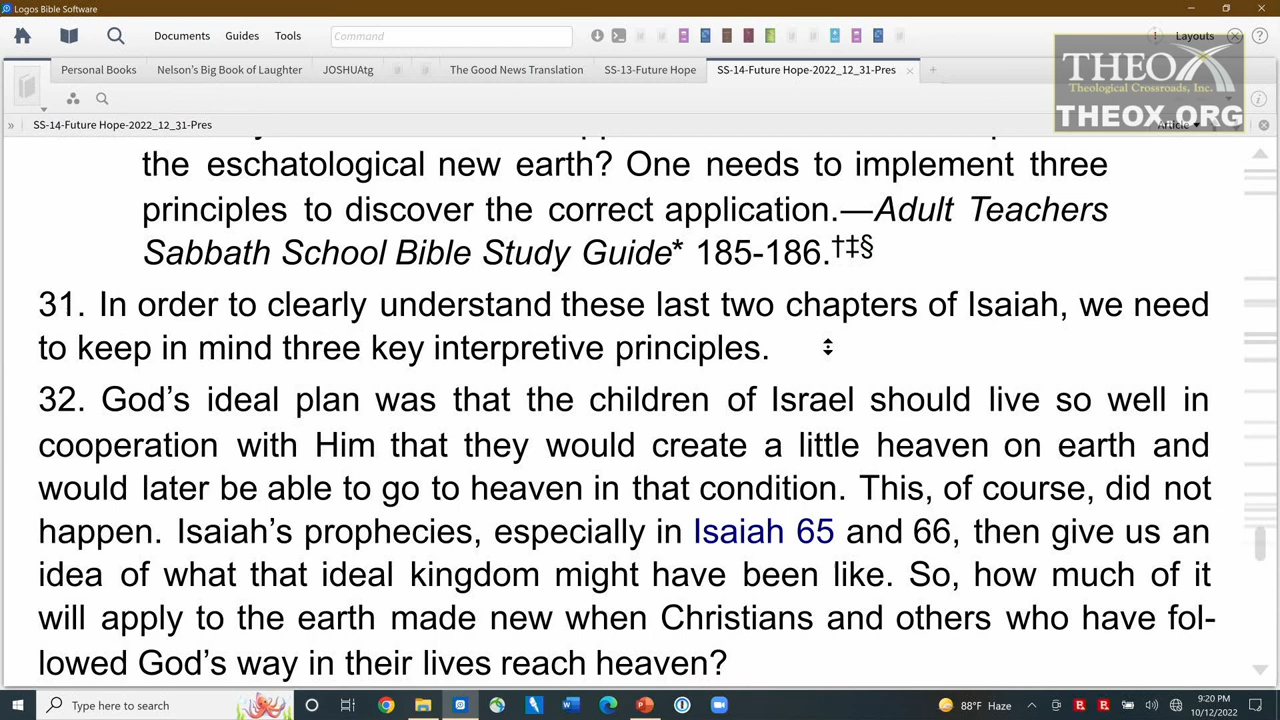 Logos Bible Software
Documents Guides Tools Command Layouts
THEOX
Theological Crossroads, Inc.
THEOX.ORG
Personal Books Nelson's Big Book of Laughter JOSHUAtg The Good News Translation SS-13-Future Hope SS-14-Future Hope-2022_12_31-Pres
SS-14-Future Hope-2022_12_31-Pres Article
the eschatological new earth? One needs to implement three
principles to discover the correct application.—Adult Teachers
Sabbath School Bible Study Guide* 185-186.†‡§
31. In order to clearly understand these last two chapters of Isaiah, we need
to keep in mind three key interpretive principles.
32. God's ideal plan was that the children of Israel should live so well in
cooperation with Him that they would create a little heaven on earth and
would later be able to go to heaven in that condition. This, of course, did not
happen. Isaiah's prophecies, especially in Isaiah 65 and 66, then give us an
idea of what that ideal kingdom might have been like. So, how much of it
will apply to the earth made new when Christians and others who have fol-
lowed God's way in their lives reach heaven?
Type here to search
88°F Haze
9:20 PM
10/12/2022